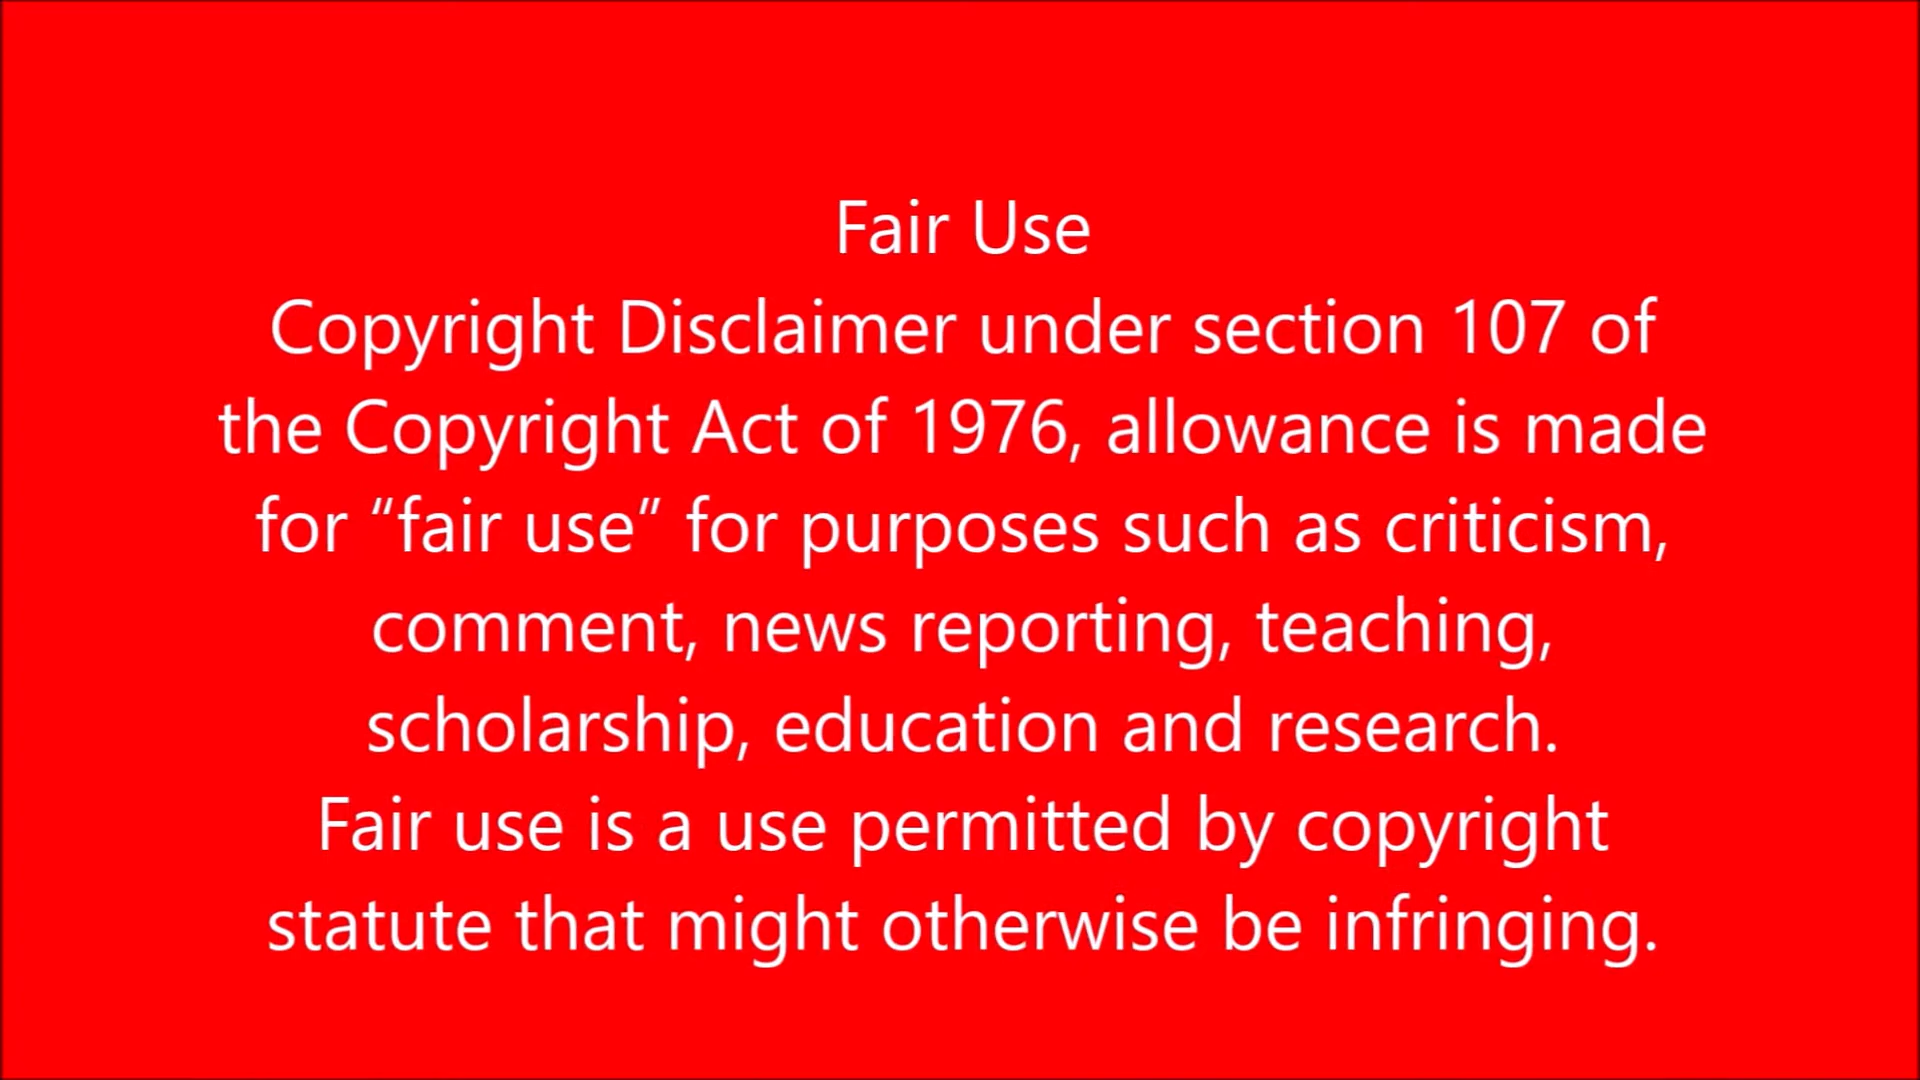 Fair Use
Copyright Disclaimer under section 107 of
the Copyright Act of 1976, allowance is made
for “fair use” for purposes such as criticism,
comment, news reporting, teaching,
scholarship, education and research.
Fair use is a use permitted by copyright
statute that might otherwise be infringing.